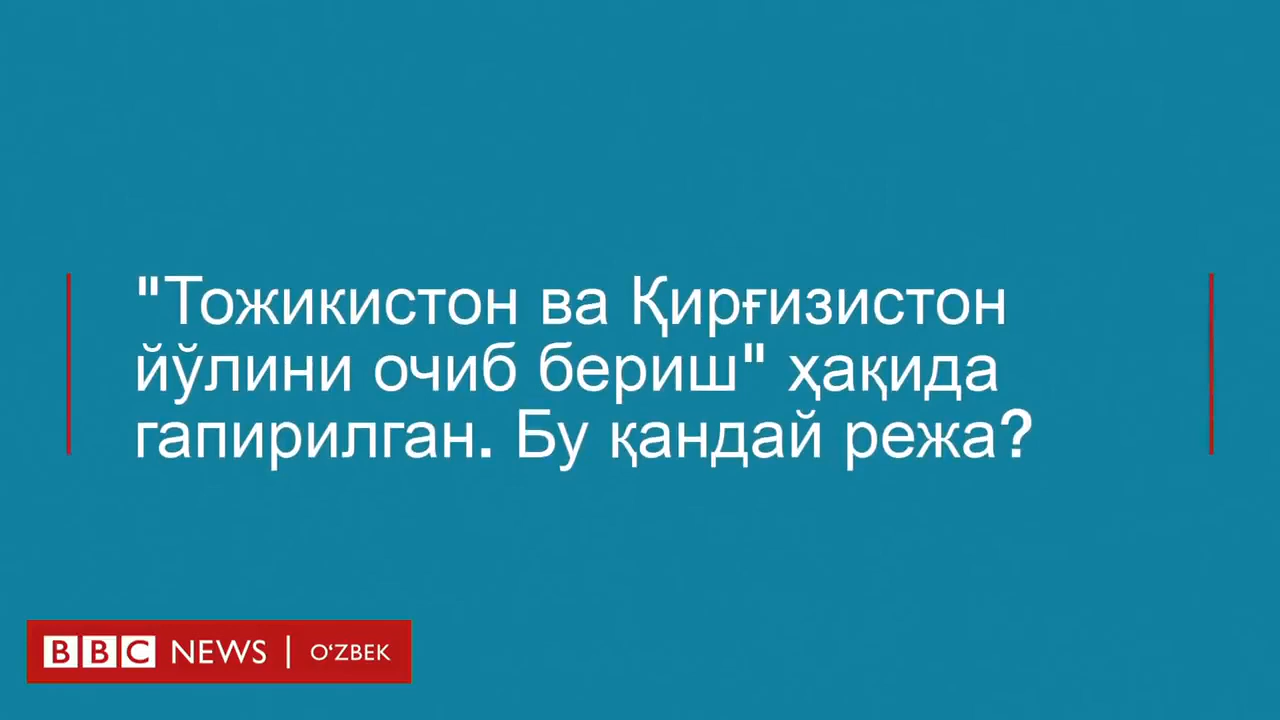 "Тожикистон ва Қирғизистон
йўлини очиб бериш" ҳақида
гапирилган. Бу қандай режа?
BBC NEWS | O‘ZBEK